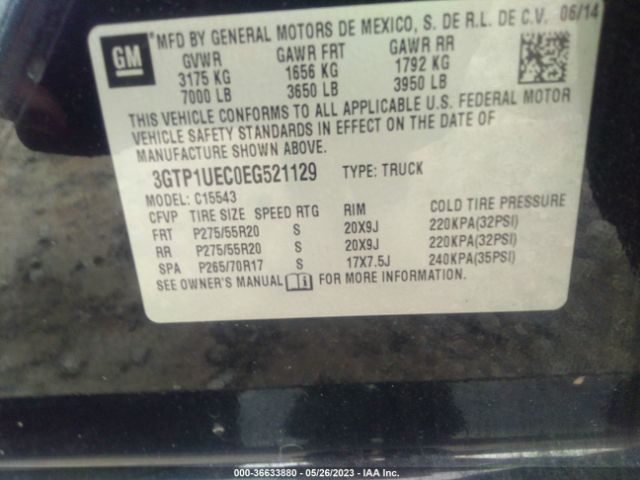 GM
*MFD BY GENERAL MOTORS DE MEXICO, S. DE R.L. DE C.V. 06/14
GVWR GAWR FRT GAWR RR
3175 KG 1656 KG 1792 KG
7000 LB 3650 LB 3950 LB
THIS VEHICLE CONFORMS TO ALL APPLICABLE U.S. FEDERAL MOTOR
VEHICLE SAFETY STANDARDS IN EFFECT ON THE DATE OF
MANUFACTURE SHOWN ABOVE.
3GTP1UEC0EG521129 TYPE: TRUCK
MODEL: C15543
CFVP TIRE SIZE SPEED RTG RIM COLD TIRE PRESSURE
FRT P275/55R20 S 20X9J 220KPA(32PSI)
RR P275/55R20 S 20X9J 220KPA(32PSI)
SPA P265/70R17 S 17X7.5J 240KPA(35PSI)
SEE OWNER'S MANUAL FOR MORE INFORMATION.
000-36633880 - 05/26/2023 - IAA Inc.